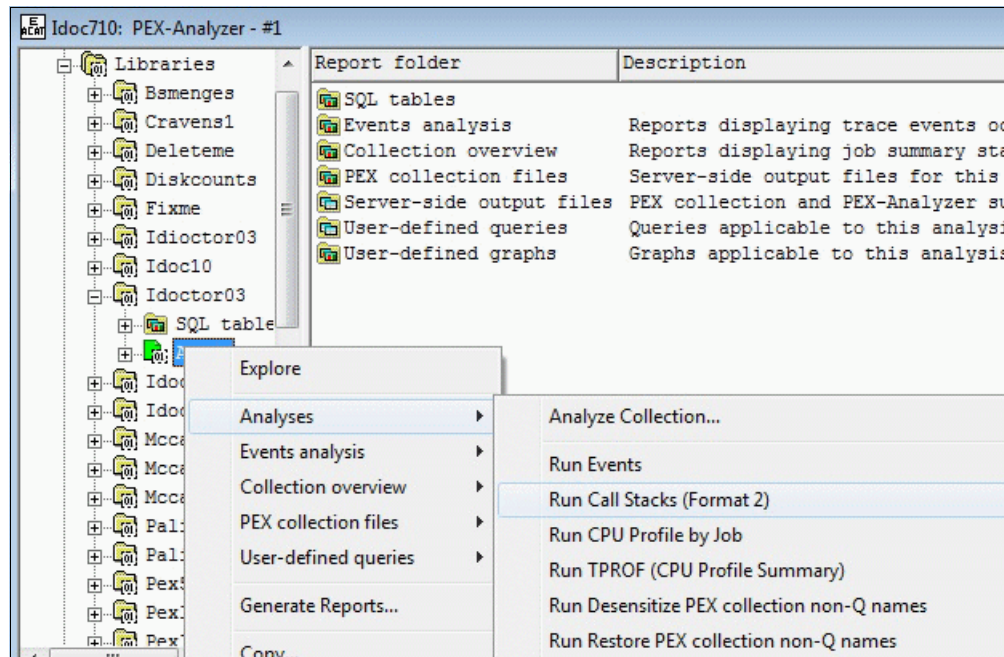 Idoc710: PEX-Analyzer - #1
Libraries
Bsmenges
Cravens1
Deleteme
Diskcounts
Fixme
Idioctor03
Idoc10
Idoctor03
SQL table
Report folder Description
SQL tables
Events analysis Reports displaying trace events
Collection overview Reports displaying job summary
PEX collection files Server-side output files for this
Server-side output files PEX collection and PEX-Analyzer
User-defined queries Queries applicable to this
User-defined graphs Graphs applicable to this analysis
Explore
Analyses
Events analysis
Collection overview
PEX collection files
User-defined queries
Generate Reports...
Copy...
Analyze Collection...
Run Events
Run Call Stacks (Format 2)
Run CPU Profile by Job
Run TPROF (CPU Profile Summary)
Run Desensitize PEX collection non-Q names
Run Restore PEX collection non-Q names